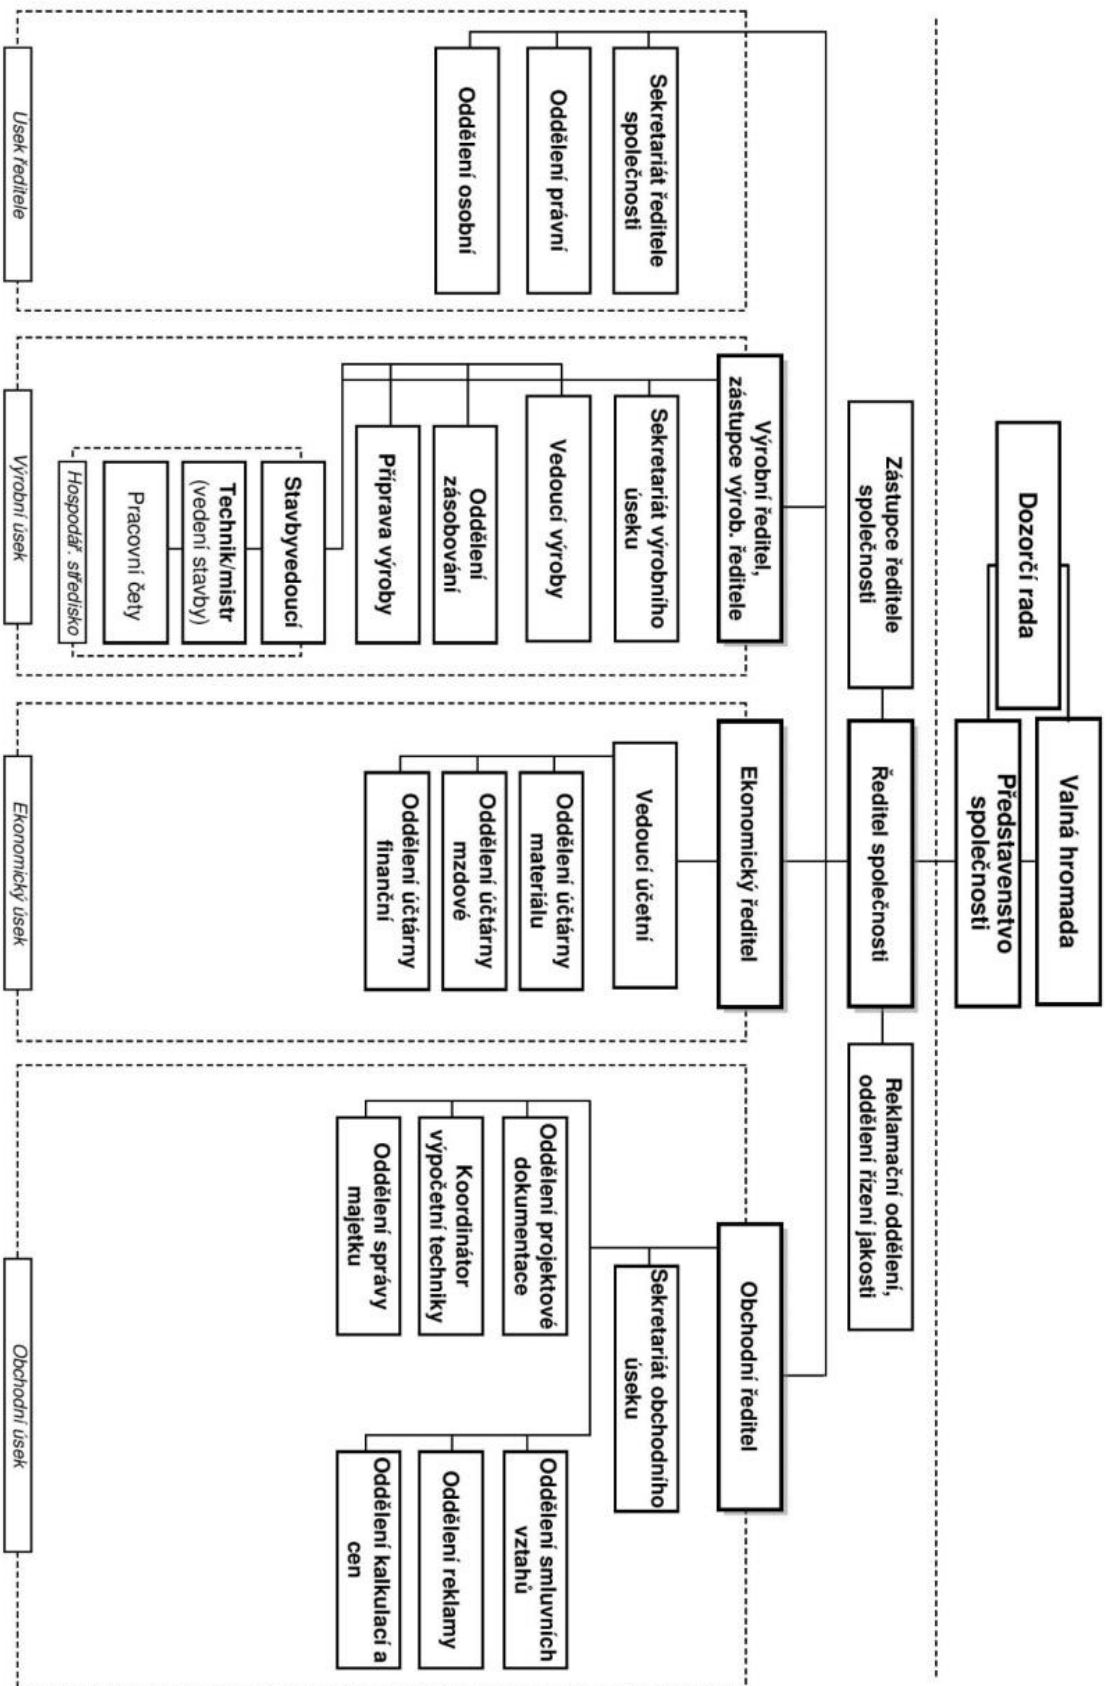 Valná hromada
Dozorčí rada
Představenstvo
společnosti
Zástupce ředitele
společnosti
Ředitel společnosti
Reklamační oddělení,
oddělení řízení jakosti
Výrobní ředitel,
zástupce výrob. ředitele
Ekonomický ředitel
Obchodní ředitel
Sekretariát ředitele
společnosti
Oddělení právní
Oddělení osobní
Úsek ředitele
Sekretariát výrobního
úseku
Vedoucí výroby
Oddělení
zásobování
Příprava výroby
Stavbyvedoucí
Technik/mistr
(vedení stavby)
Pracovní čety
Hospodář. středisko
Výrobní úsek
Vedoucí účetní
Oddělení účtárny
materiálu
Oddělení účtárny
mzdové
Oddělení účtárny
finanční
Ekonomický úsek
Sekretariát obchodního
úseku
Oddělení projektové
dokumentace
Koordinátor
výpočetní techniky
Oddělení správy
majetku
Oddělení smluvních
vztahů
Oddělení reklamy
Oddělení kalkulací a
cen
Obchodní úsek